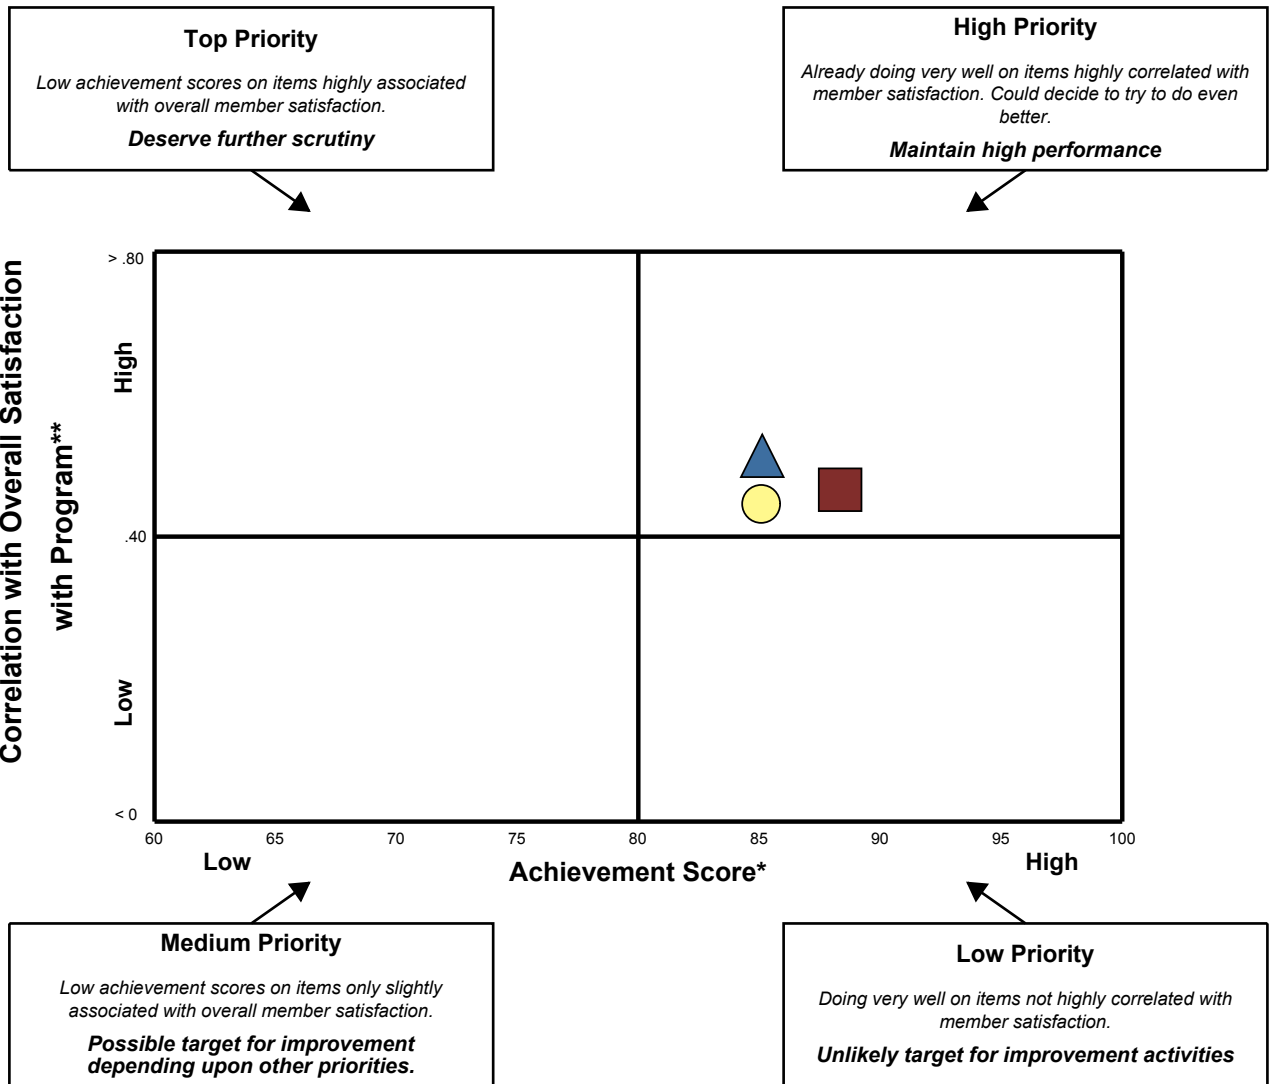 Top Priority
Low achievement scores on items highly associated
with overall member satisfaction.
Deserve further scrutiny
High Priority
Already doing very well on items highly correlated with
member satisfaction. Could decide to try to do even
better.
Maintain high performance
Correlation with Overall Satisfaction
with Program**
> .80
High
.40
Low
< 0
60
65
70
75
80
85
90
95
100
Low
Achievement Score*
High
Medium Priority
Low achievement scores on items only slightly
associated with overall member satisfaction.
Possible target for improvement
depending upon other priorities.
Low Priority
Doing very well on items not highly correlated with
member satisfaction.
Unlikely target for improvement activities